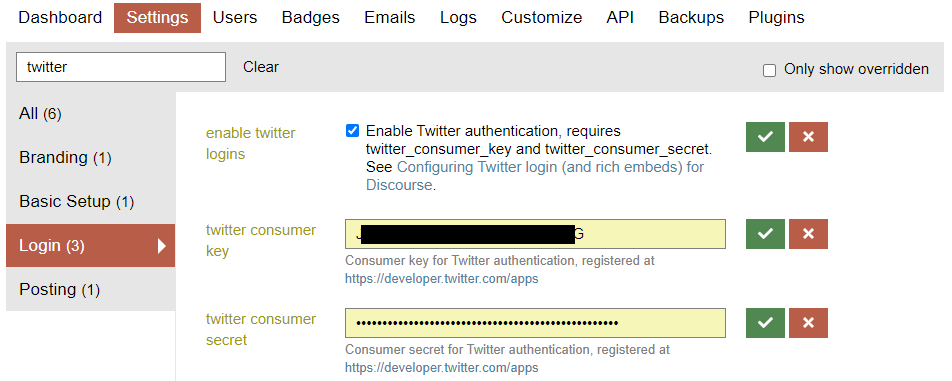 Dashboard Settings Users Badges Emails Logs Customize API Backups Plugins
twitter Clear Only show overridden
All (6)
Branding (1)
Basic Setup (1)
Login (3)
Posting (1)
enable twitter
logins
Enable Twitter authentication, requires
twitter_consumer_key and twitter_consumer_secret.
See Configuring Twitter login (and rich embeds) for
Discourse.
twitter consumer
key
J G
Consumer key for Twitter authentication, registered at
https://developer.twitter.com/apps
twitter consumer
secret
Consumer secret for Twitter authentication, registered at
https://developer.twitter.com/apps